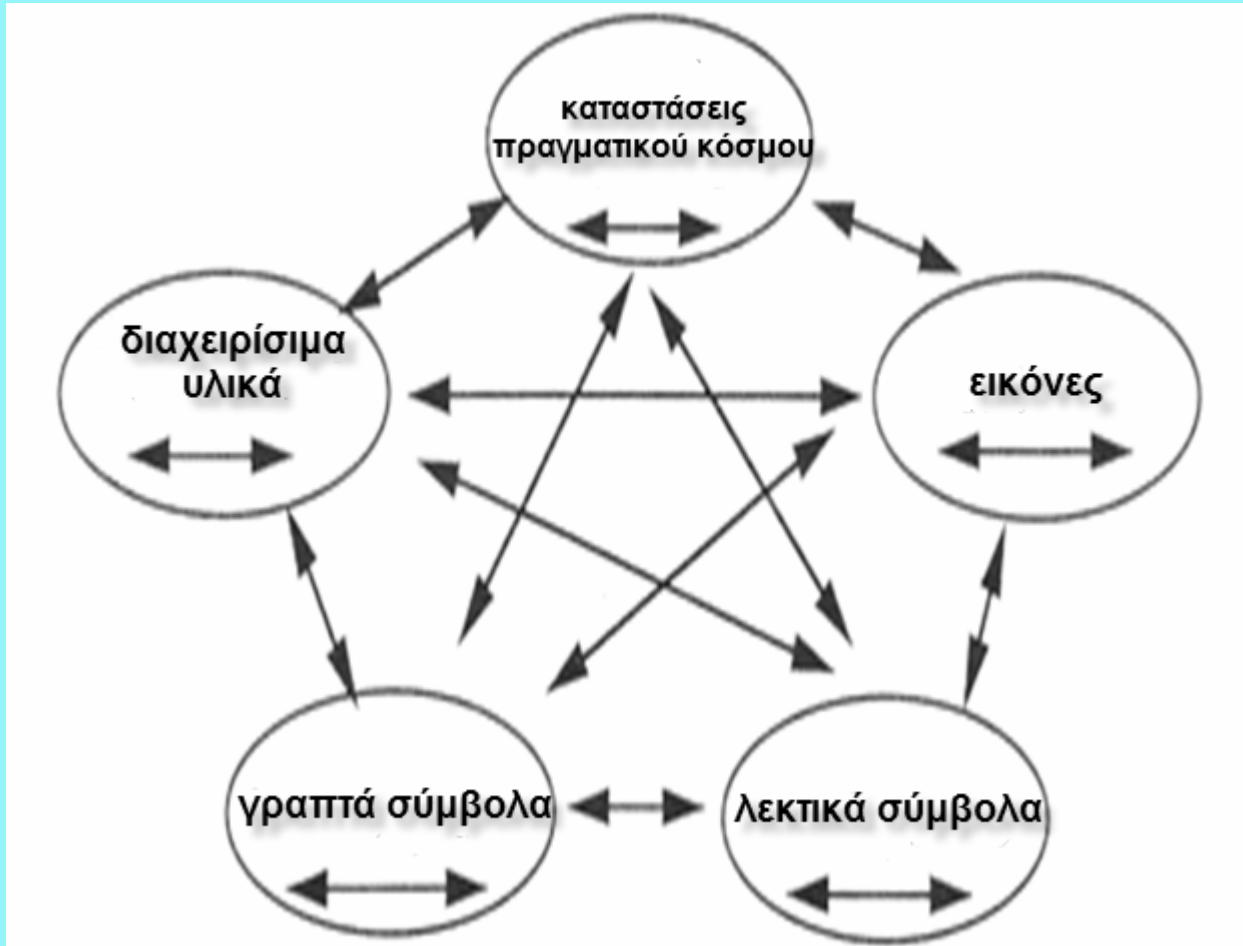 καταστάσεις
πραγματικού κόσμου
διαχειρίσιμα
υλικά
εικόνες
γραπτά σύμβολα
λεκτικά σύμβολα